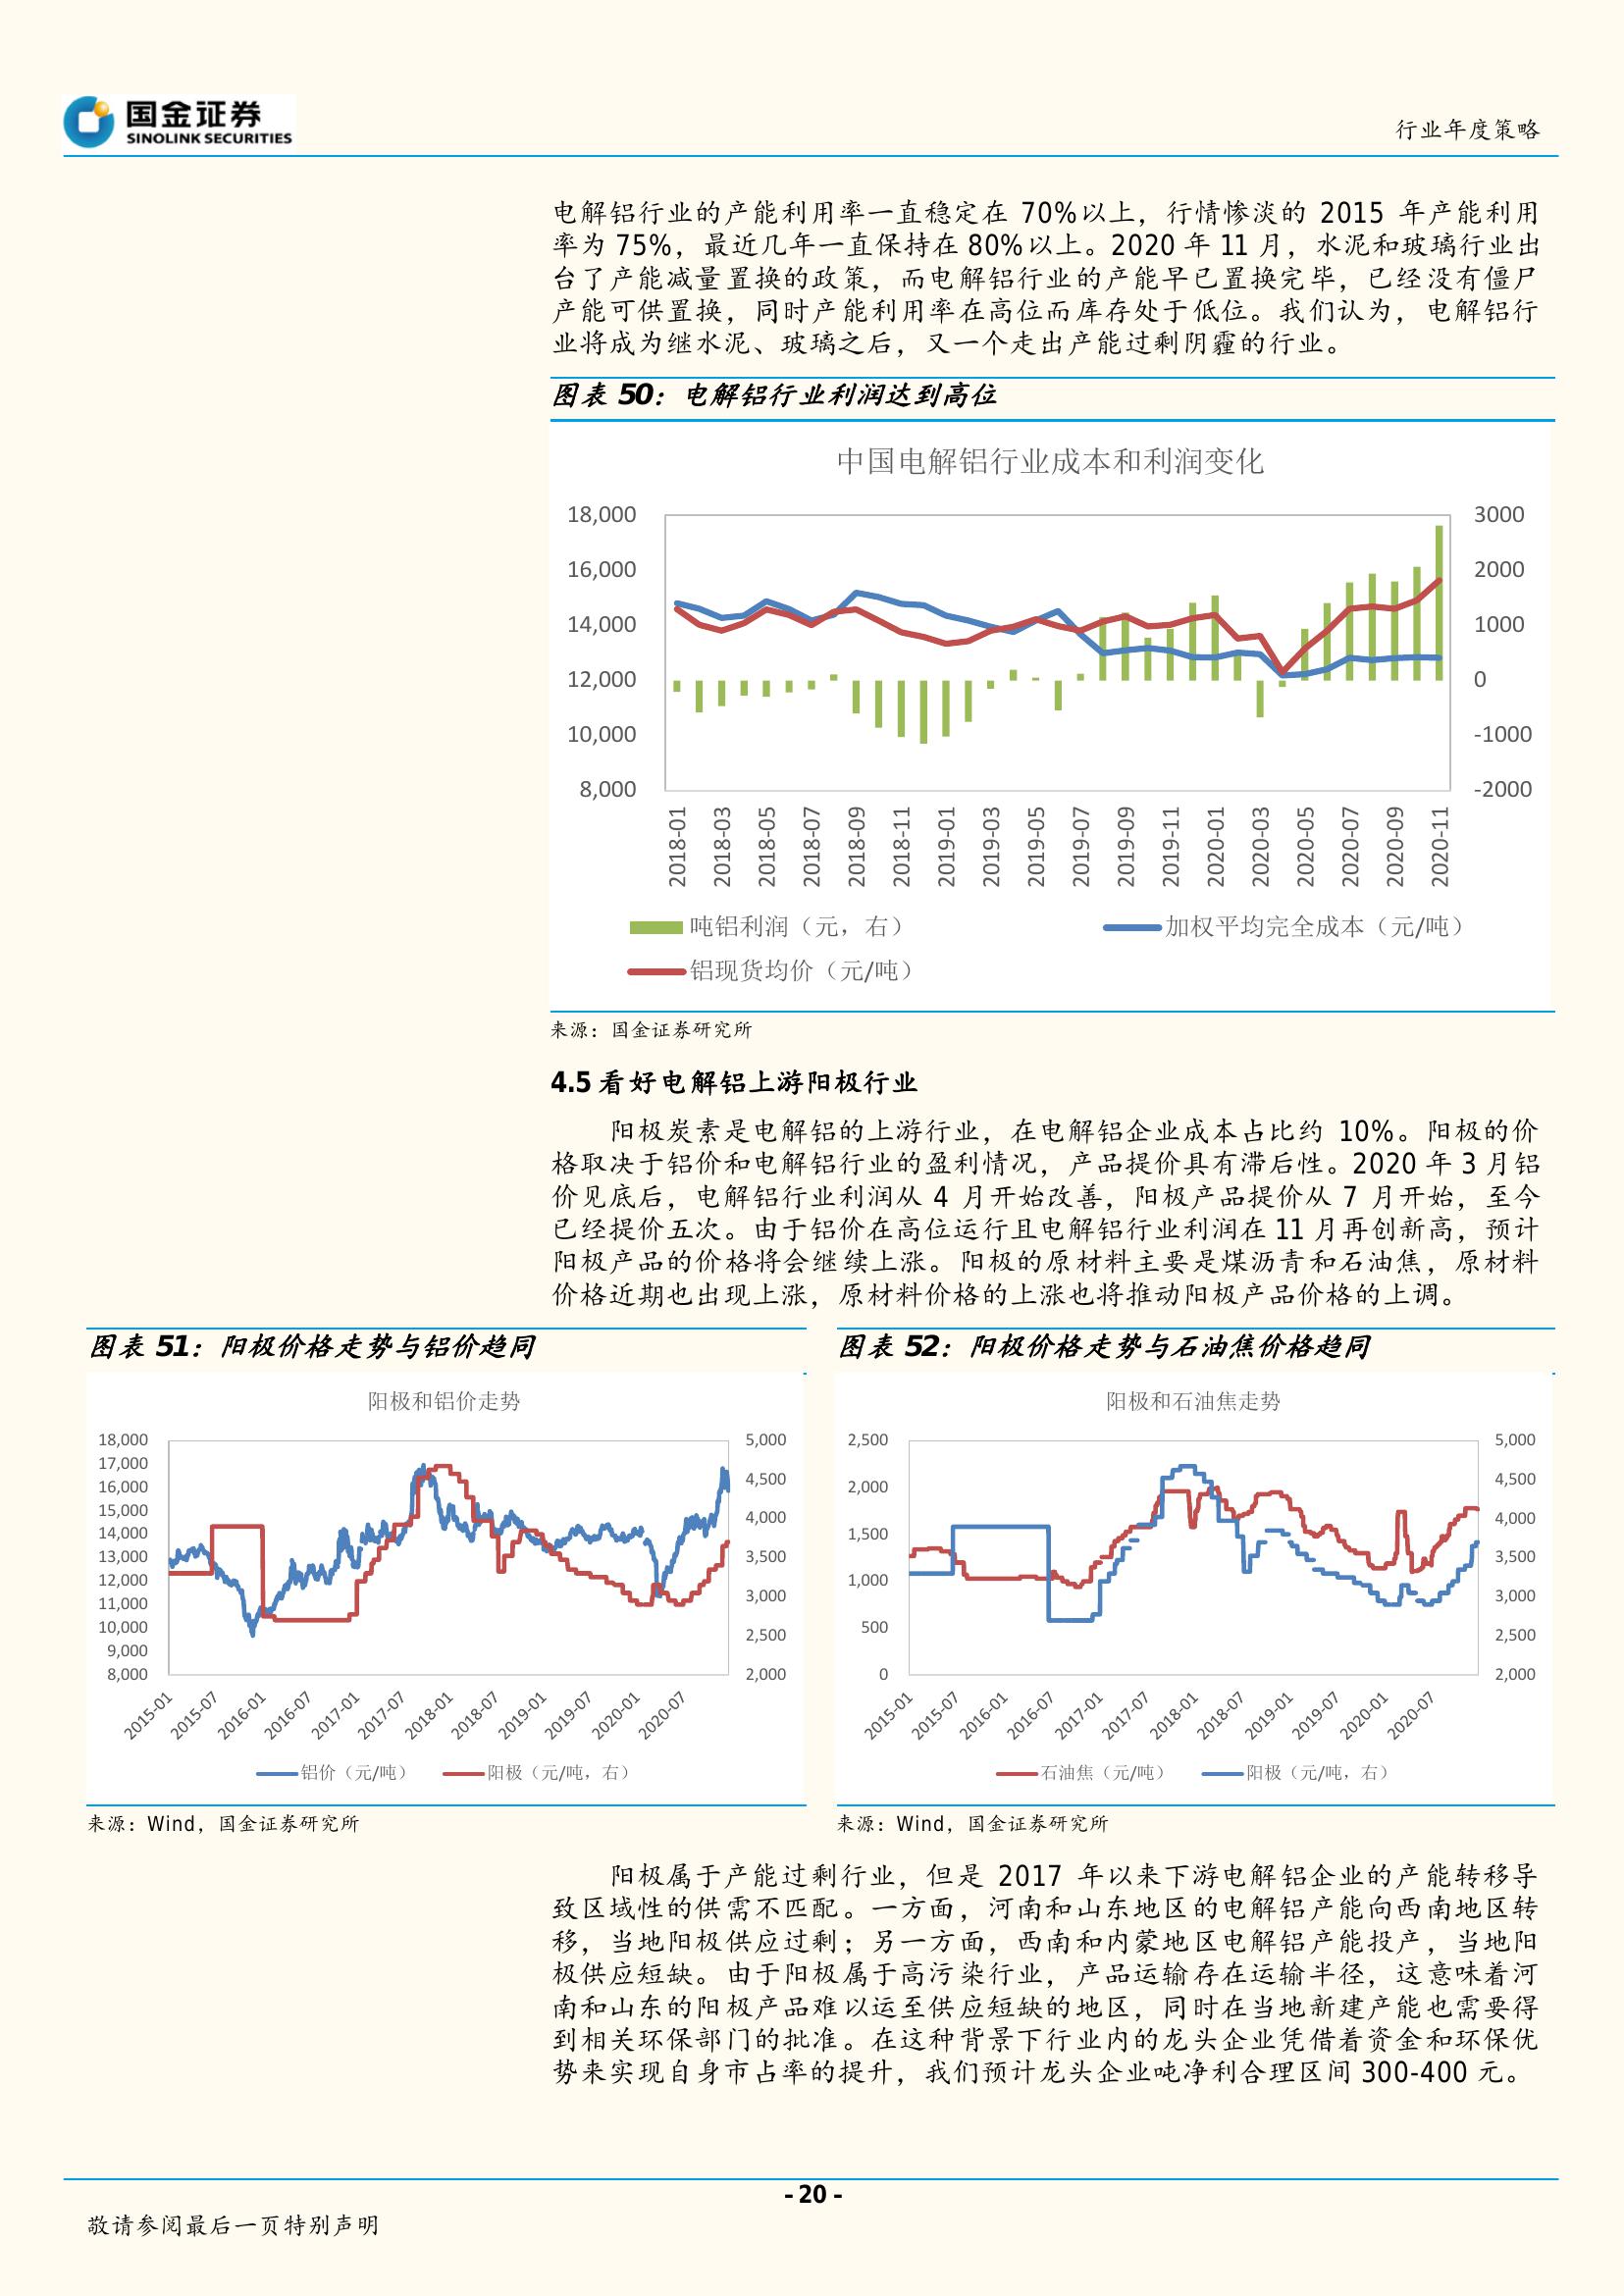 国金证券
SINOLINK SECURITIES
行业年度策略
电解铝行业的产能利用率一直稳定在 70%以上，行情惨淡的 2015 年产能利用
率为 75%，最近几年一直保持在 80%以上。2020 年 11 月，水泥和玻璃行业出
台了产能减量置换的政策，而电解铝行业的产能早已置换完毕，已经没有僵尸
产能可供置换，同时产能利用率在高位而库存处于低位。我们认为，电解铝行
业将成为继水泥、玻璃之后，又一个走出产能过剩阴霾的行业。
图表 50：电解铝行业利润达到高位
中国电解铝行业成本和利润变化
18,000
16,000
14,000
12,000
10,000
8,000
3000
2000
1000
0
-1000
-2000
2018-01
2018-03
2018-05
2018-07
2018-09
2018-11
2019-01
2019-03
2019-05
2019-07
2019-09
2019-11
2020-01
2020-03
2020-05
2020-07
2020-09
2020-11
吨铝利润（元，右）
加权平均完全成本（元/吨）
铝现货均价（元/吨）
来源：国金证券研究所
4.5 看好电解铝上游阳极行业
阳极炭素是电解铝的上游行业，在电解铝企业成本占比约 10%。阳极的价
格取决于铝价和电解铝行业的盈利情况，产品提价具有滞后性。2020 年 3 月铝
价见底后，电解铝行业利润从 4 月开始改善，阳极产品提价从 7 月开始，至今
已经提价五次。由于铝价在高位运行且电解铝行业利润在 11 月再创新高，预计
阳极产品的价格将会继续上涨。阳极的原材料主要是煤沥青和石油焦，原材料
价格近期也出现上涨，原材料价格的上涨也将推动阳极产品价格的上调。
图表 51：阳极价格走势与铝价趋同
阳极和铝价走势
18,000
17,000
16,000
15,000
14,000
13,000
12,000
11,000
10,000
9,000
8,000
5,000
4,500
4,000
3,500
3,000
2,500
2,000
2015-01
2015-07
2016-01
2016-07
2017-01
2017-07
2018-01
2018-07
2019-01
2019-07
2020-01
2020-07
铝价（元/吨）
阳极（元/吨，右）
来源：Wind，国金证券研究所
图表 52：阳极价格走势与石油焦价格趋同
阳极和石油焦走势
2,500
2,000
1,500
1,000
500
0
5,000
4,500
4,000
3,500
3,000
2,500
2,000
2015-01
2015-07
2016-01
2016-07
2017-01
2017-07
2018-01
2018-07
2019-01
2019-07
2020-01
2020-07
石油焦（元/吨）
阳极（元/吨，右）
来源：Wind，国金证券研究所
阳极属于产能过剩行业，但是 2017 年以来下游电解铝企业的产能转移导
致区域性的供需不匹配。一方面，河南和山东地区的电解铝产能向西南地区转
移，当地阳极供应过剩；另一方面，西南和内蒙地区电解铝产能投产，当地阳
极供应短缺。由于阳极属于高污染行业，产品运输存在运输半径，这意味着河
南和山东的阳极产品难以运至供应短缺的地区，同时在当地新建产能也需要得
到相关环保部门的批准。在这种背景下行业内的龙头企业凭借着资金和环保优
势来实现自身市占率的提升，我们预计龙头企业吨净利合理区间 300-400 元。
- 20 -
敬请参阅最后一页特别声明